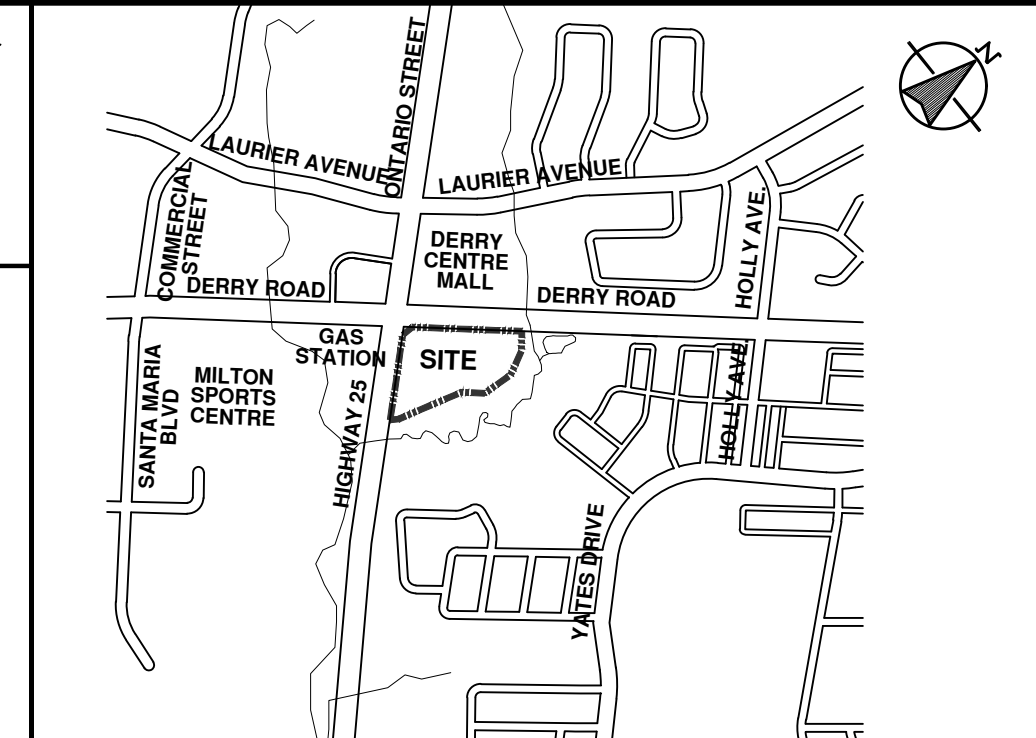 N
ONTARIO STREET
LAURIER AVENUE
LAURIER AVENUE
COMMERCIAL
STREET
HOLLY AVE.
DERRY
CENTRE
MALL
DERRY ROAD
DERRY ROAD
GAS
STATION
SITE
SANTA MARIA
BLVD
MILTON
SPORTS
CENTRE
HIGHWAY 25
HOLLY AVE.
YATES DRIVE